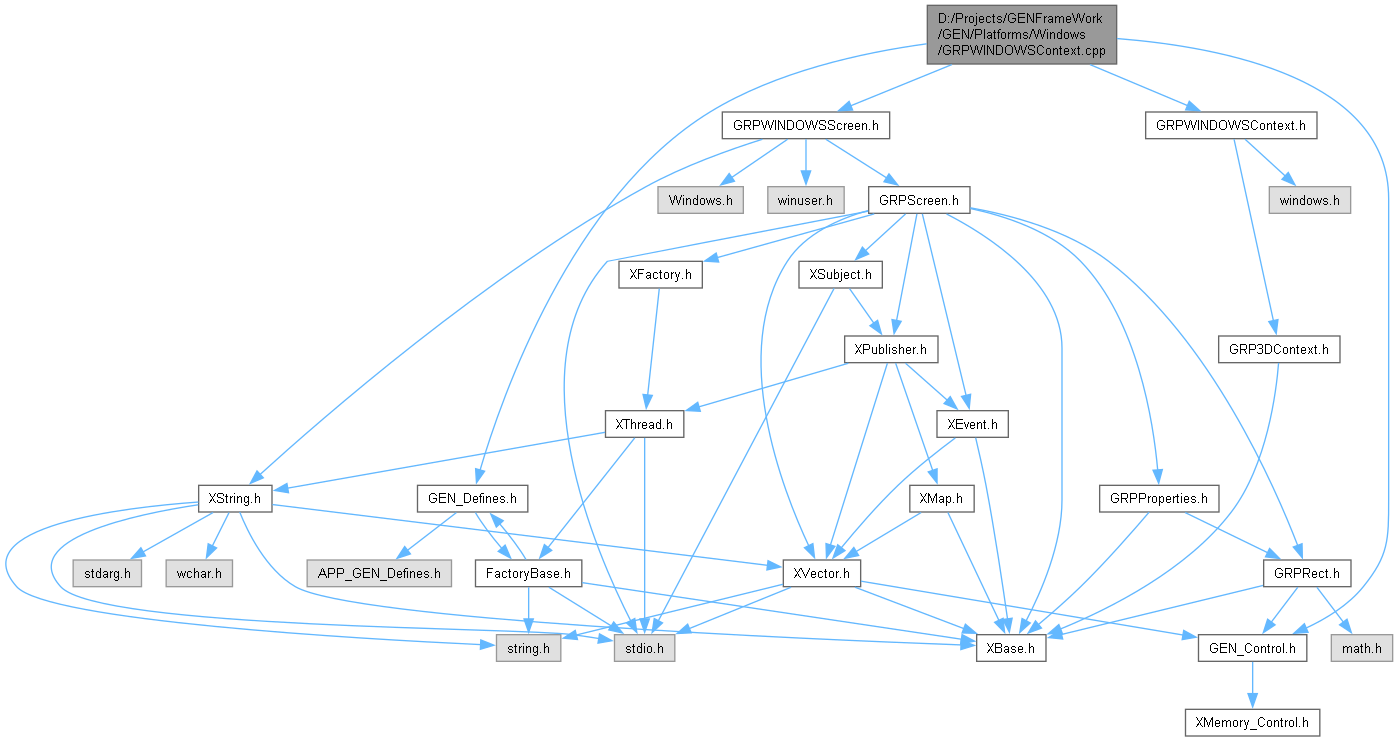 D:/Projects/GENFrameWork
/GEN/Platforms/Windows
/GRPWINDOWSContext.cpp
GRPWINDOWSScreen.h
GRPWINDOWSContext.h
Windows.h
winuser.h
GRPScreen.h
windows.h
XFactory.h
XSubject.h
XPublisher.h
GRP3DContext.h
XThread.h
XEvent.h
XString.h
GEN_Defines.h
XMap.h
GRPProperties.h
stdarg.h
wchar.h
APP_GEN_Defines.h
FactoryBase.h
XVector.h
GRPRect.h
string.h
stdio.h
XBase.h
GEN_Control.h
math.h
XMemory_Control.h